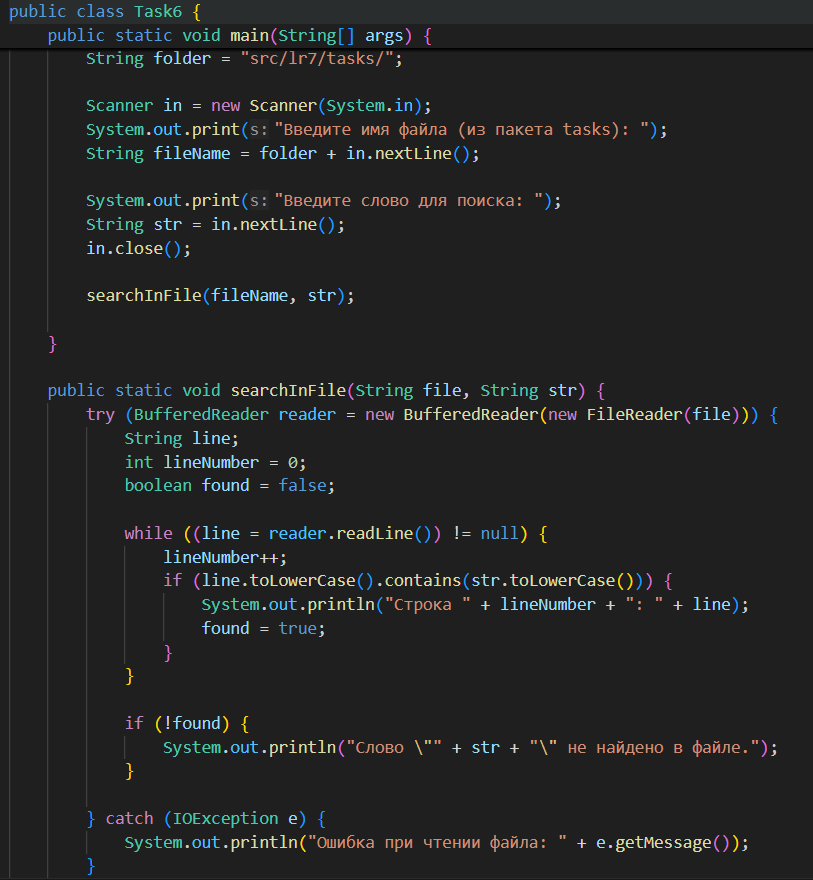 public class Task6 {
    public static void main(String[] args) {
        String folder = "src/lr7/tasks/";
        Scanner in = new Scanner(System.in);
        System.out.print(s: "Введите имя файла (из пакета tasks): ");
        String fileName = folder + in.nextLine();
        System.out.print(s: "Введите слово для поиска: ");
        String str = in.nextLine();
        in.close();
        searchInFile(fileName, str);
    }
    public static void searchInFile(String file, String str) {
        try (BufferedReader reader = new BufferedReader(new FileReader(file))) {
            String line;
            int lineNumber = 0;
            boolean found = false;
            while ((line = reader.readLine()) != null) {
                lineNumber++;
                if (line.toLowerCase().contains(str.toLowerCase())) {
                    System.out.println("Строка " + lineNumber + ": " + line);
                    found = true;
                }
            }
            if (!found) {
                System.out.println("Слово \"" + str + "\" не найдено в файле.");
            }
        } catch (IOException e) {
            System.out.println("Ошибка при чтении файла: " + e.getMessage());
        }